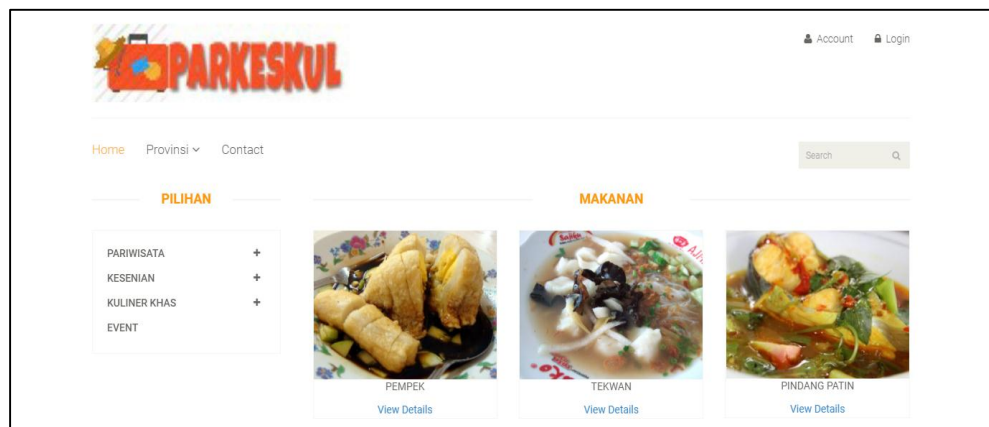 PARKESKUL
Account Login
Home Provinsi Contact
Search
PILIHAN
PARIWISATA +
KESENIAN +
KULINER KHAS +
EVENT
MAKANAN
PEMPEK
View Details
TEKWAN
View Details
PINDANG PATIN
View Details